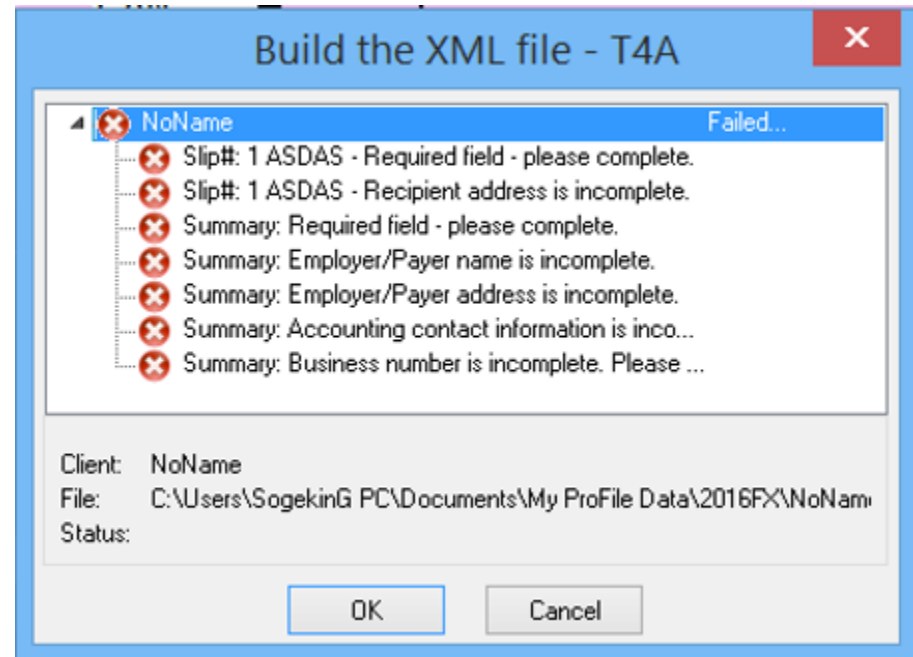 Build the XML file - T4A
NoName Failed...
Slip#: 1 ASDAS - Required field - please complete.
Slip#: 1 ASDAS - Recipient address is incomplete.
Summary: Required field - please complete.
Summary: Employer/Payer name is incomplete.
Summary: Employer/Payer address is incomplete.
Summary: Accounting contact information is inco...
Summary: Business number is incomplete. Please ...
Client: NoName
File: C:\Users\SogekinG PC\Documents\My ProFile Data\2016FX\NoNam
Status:
OK Cancel